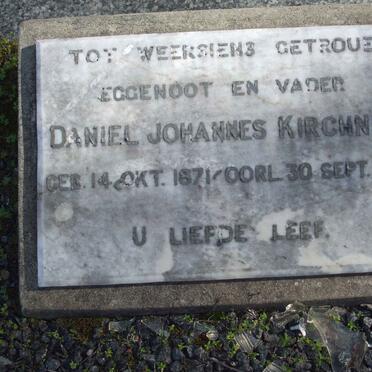 TOT WEERSIENS GETROUE
EGGENOOT EN VADER
DANIEL JOHANNES KIRCHN
GEB. 14 OKT. 1871/OORL. 30 SEPT.
U LIEFDE LEEF.